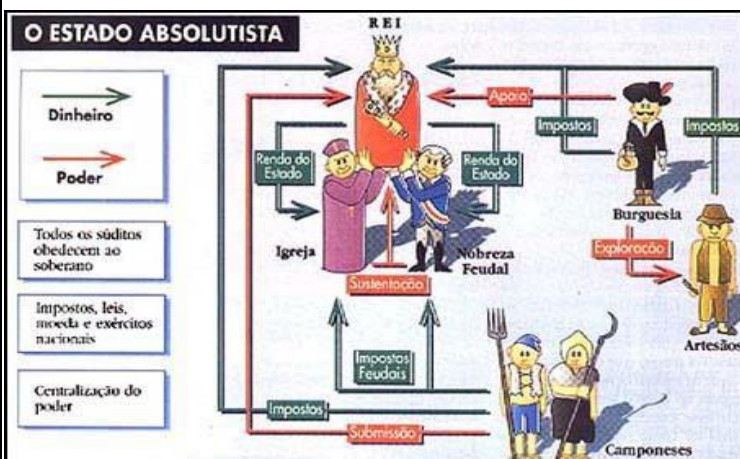 O ESTADO ABSOLUTISTA
REI
Dinheiro
Poder
Todos os súditos
obedecem ao
soberano
Impostos, leis,
moeda e exércitos
nacionais
Centralização do
poder
Apoio
Impostos
Impostos
Renda do
Estado
Renda do
Estado
Burguesia
Igreja
Nobreza
Feudal
Exploração
Sustentação
Artesãos
Impostos
Feudais
Impostos
Submissão
Camponeses